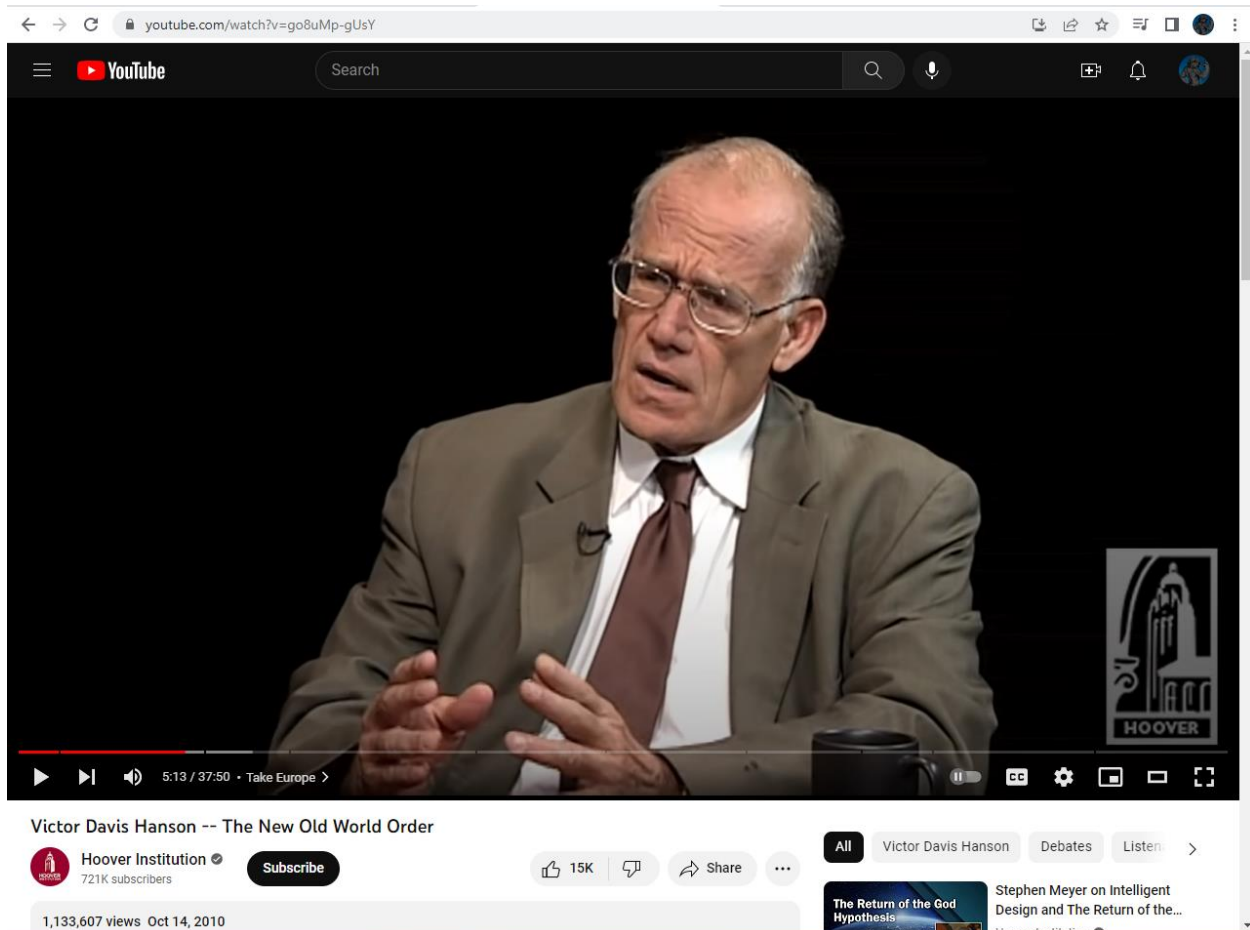 youtube.com/watch?v=go8uMp-gUsY
YouTube
Search
HOOVER
5:13 / 37:50 • Take Europe >
CC
Victor Davis Hanson -- The New Old World Order
Hoover Institution
721K subscribers
Subscribe
15K
Share
...
All
Victor Davis Hanson
Debates
Listen
Stephen Meyer on Intelligent
Design and The Return of the...
The Return of the God
Hypothesis
1,133,607 views Oct 14, 2010